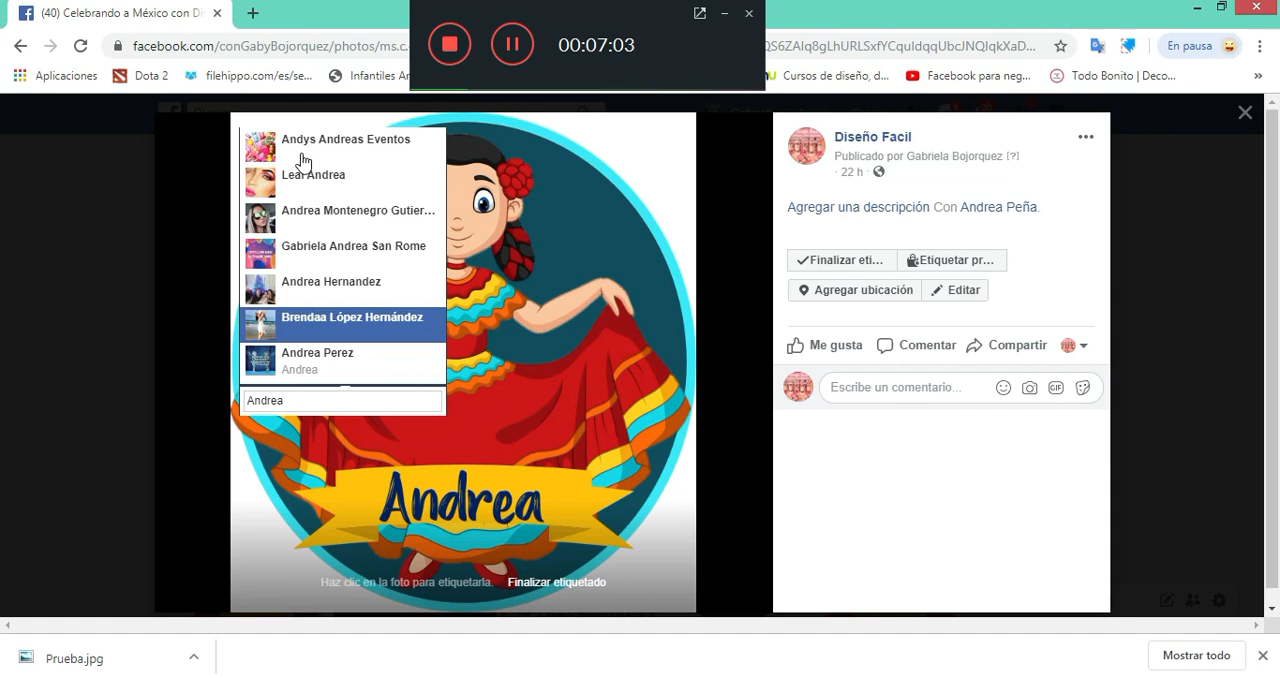 (40) Celebrando a México con Di
00:07:03
facebook.com/conGabyBojorquez/photos/ms.c.
En pausa
Aplicaciones
Dota 2
filehippo.com/es/se...
Infantiles Ar
Cursos de diseño, d...
Facebook para neg...
Todo Bonito | Deco...
»
Andys Andreas Eventos
Leal Andrea
Andrea Montenegro Gutier...
Gabriela Andrea San Rome
Andrea Hernandez
Brendaa López Hernández
Andrea Perez
Andrea
Andrea
Andrea
Haz clic en la foto para etiquetarla. Finalizar etiquetado
Diseño Facil
Publicado por Gabriela Bojorquez [?]
· 22 h ·
Agregar una descripción Con Andrea Peña.
Finalizar eti...
Etiquetar pr...
Agregar ubicación
Editar
Me gusta
Comentar
Compartir
Escribe un comentario...
GIF
Prueba.jpg
Mostrar todo